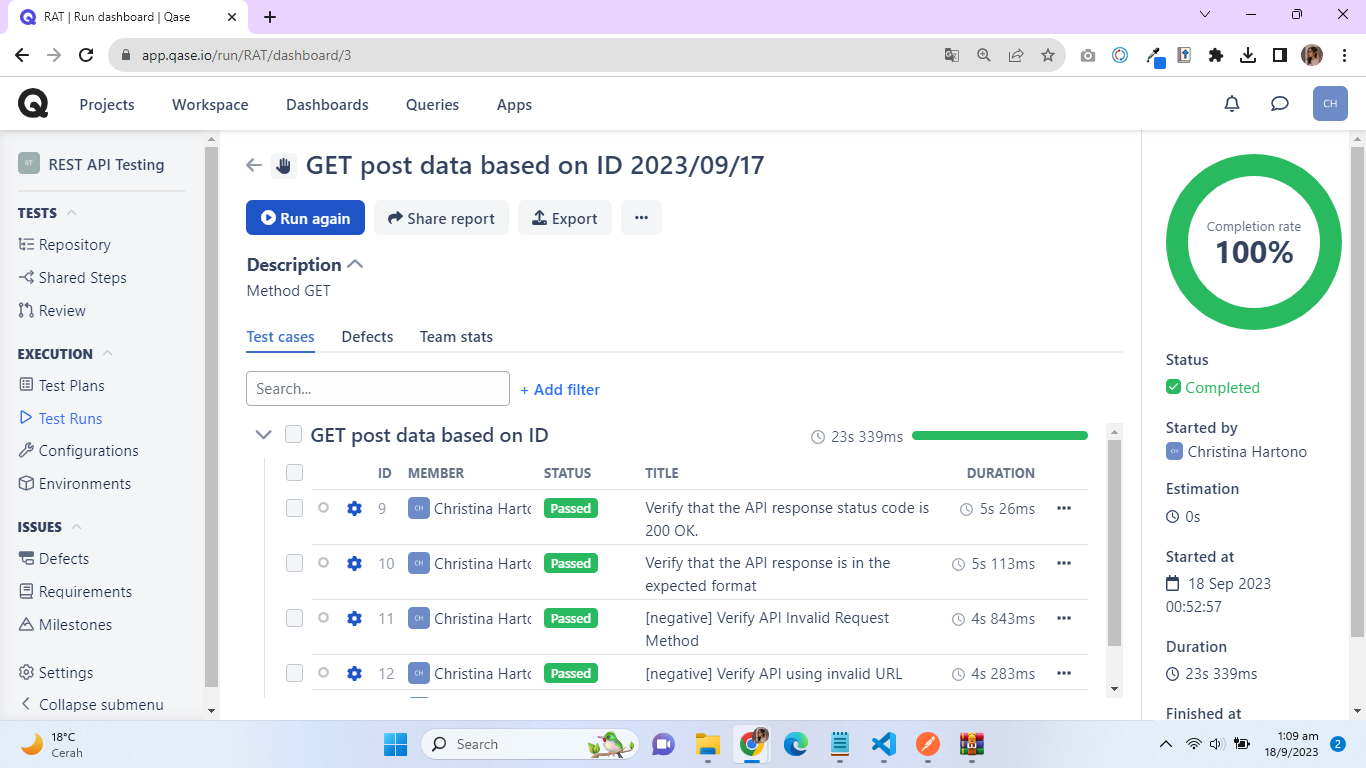 RAT | Run dashboard | Qase
app.qase.io/run/RAT/dashboard/3
Projects
Workspace
Dashboards
Queries
Apps
CH
RT
REST API Testing
TESTS
Repository
Shared Steps
Review
EXECUTION
Test Plans
Test Runs
Configurations
Environments
ISSUES
Defects
Requirements
Milestones
Settings
Collapse submenu
GET post data based on ID 2023/09/17
Run again
Share report
Export
Description
Method GET
Test cases
Defects
Team stats
Search...
+ Add filter
GET post data based on ID
23s 339ms
ID MEMBER STATUS TITLE DURATION
9 CH Christina Harto Passed Verify that the API response status code is 5s 26ms
200 OK.
10 CH Christina Harto Passed Verify that the API response is in the 5s 113ms
expected format
11 CH Christina Harto Passed [negative] Verify API Invalid Request 4s 843ms
Method
12 CH Christina Harto Passed [negative] Verify API using invalid URL 4s 283ms
Completion rate
100%
Status
Completed
Started by
CH Christina Hartono
Estimation
0s
Started at
18 Sep 2023
00:52:57
Duration
23s 339ms
Finished at
18°C
Cerah
Search
1:09 am
18/9/2023
2